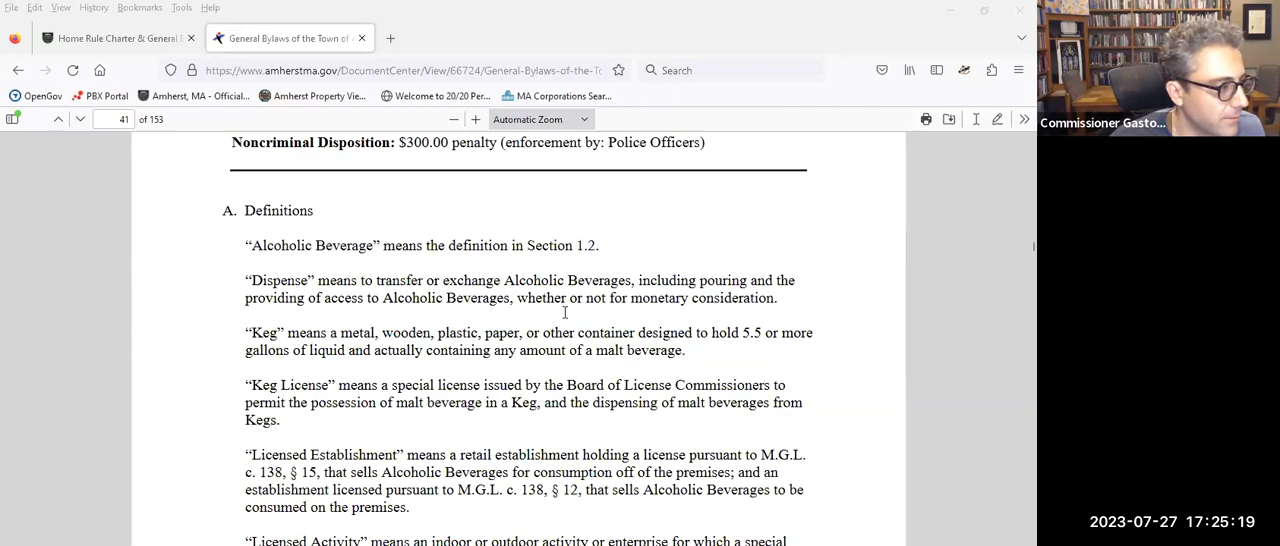 File Edit View History Bookmarks Tools Help
Home Rule Charter & General B × General Bylaws of the Town of × +
https://www.amherstma.gov/DocumentCenter/View/66724/General-Bylaws-of-the-To Search
OpenGov PBX Portal Amherst, MA - Official... Amherst Property Vie... Welcome to 20/20 Per... MA Corporations Sear...
41 of 153 — + Automatic Zoom
Commissioner Gasto...
Noncriminal Disposition: $300.00 penalty (enforcement by: Police Officers)
A. Definitions
“Alcoholic Beverage” means the definition in Section 1.2.
“Dispense” means to transfer or exchange Alcoholic Beverages, including pouring and the
providing of access to Alcoholic Beverages, whether or not for monetary consideration.
“Keg” means a metal, wooden, plastic, paper, or other container designed to hold 5.5 or more
gallons of liquid and actually containing any amount of a malt beverage.
“Keg License” means a special license issued by the Board of License Commissioners to
permit the possession of malt beverage in a Keg, and the dispensing of malt beverages from
Kegs.
“Licensed Establishment” means a retail establishment holding a license pursuant to M.G.L.
c. 138, § 15, that sells Alcoholic Beverages for consumption off of the premises; and an
establishment licensed pursuant to M.G.L. c. 138, § 12, that sells Alcoholic Beverages to be
consumed on the premises.
“Licensed Activity” means an indoor or outdoor activity or enterprise for which a special
2023-07-27 17:25:19